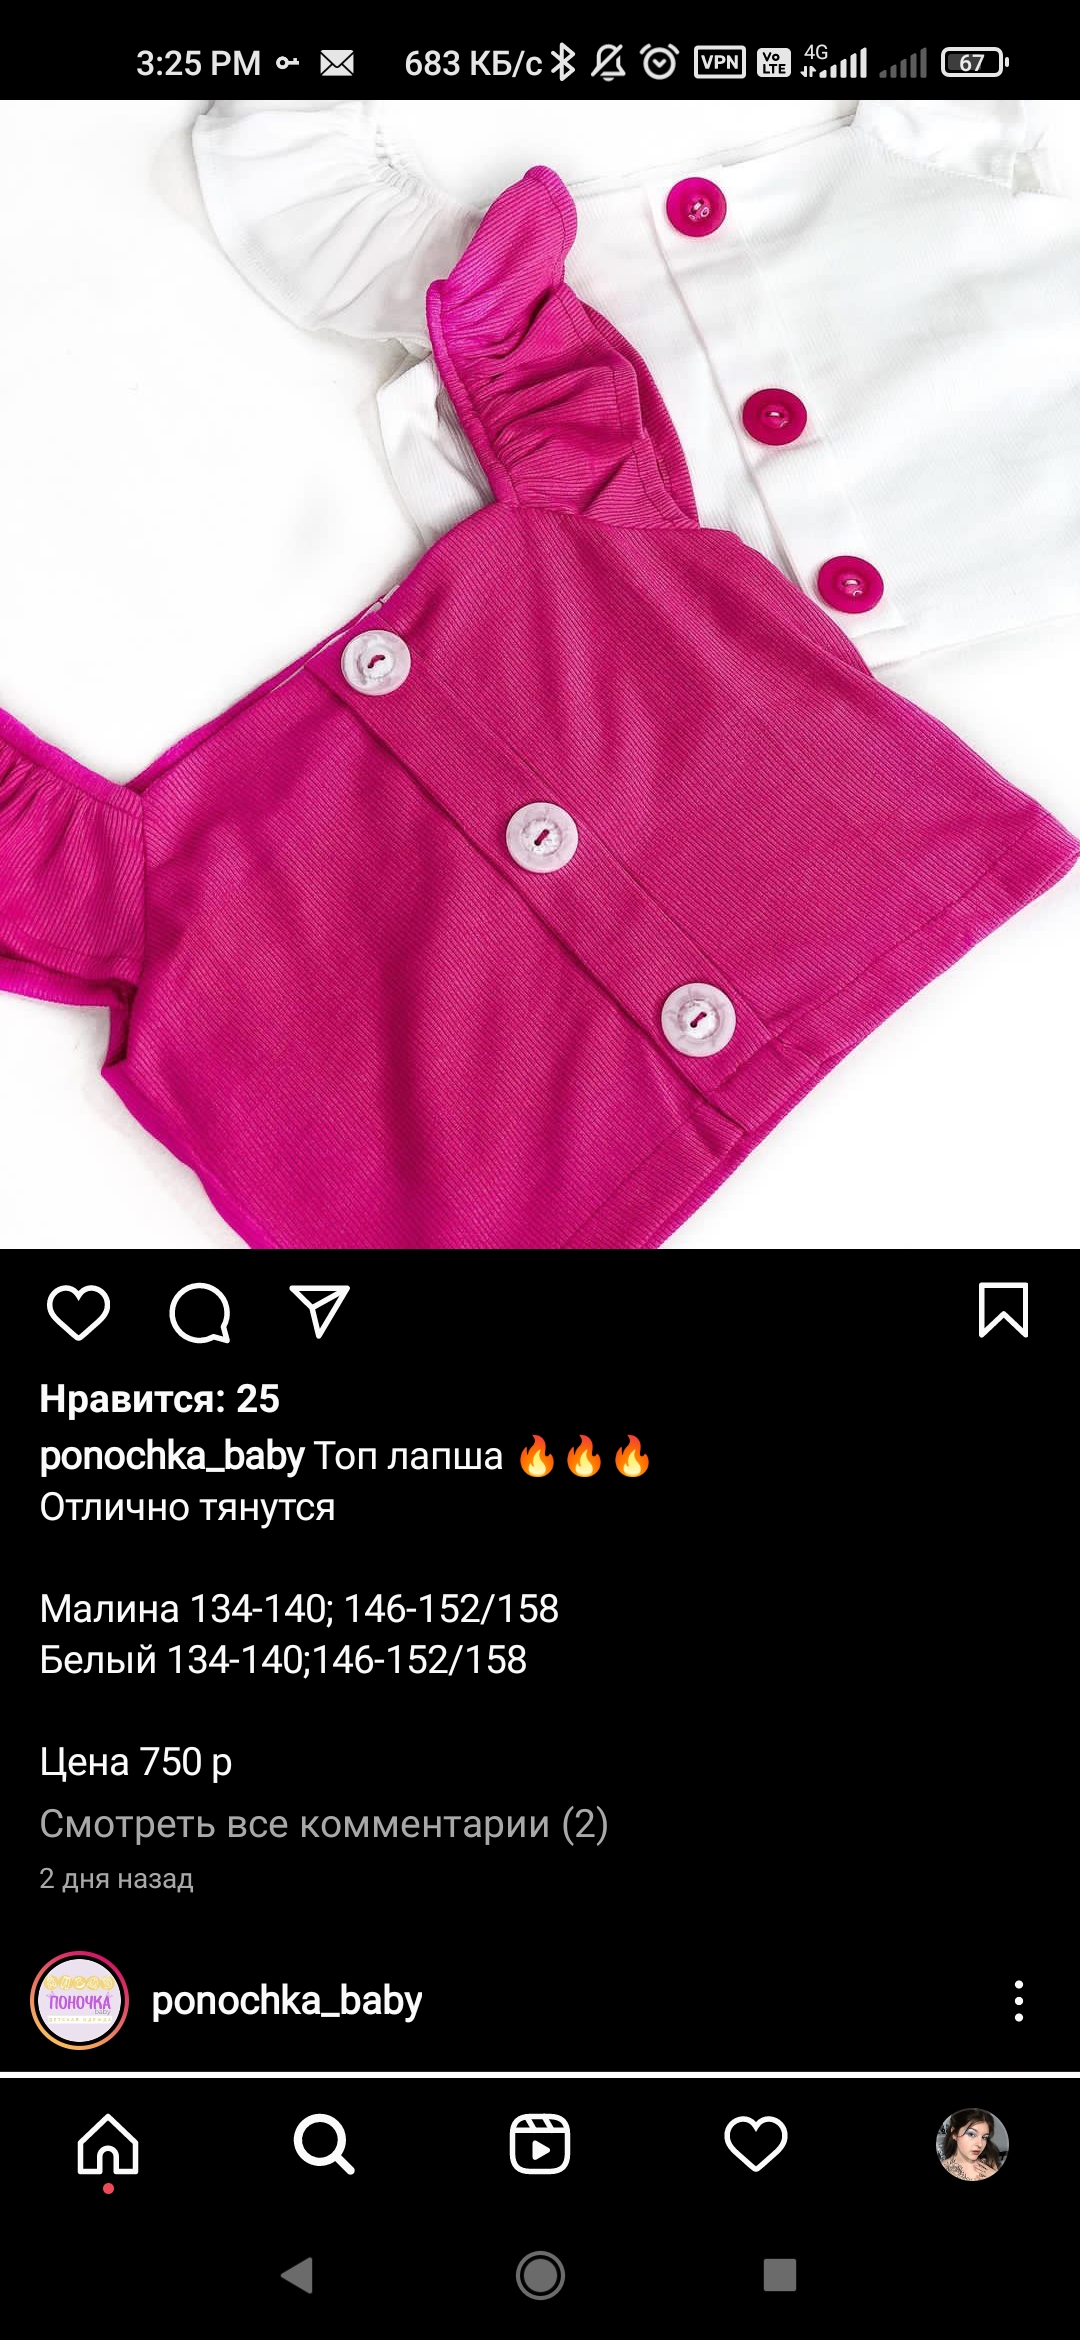 3:25 PM 683 КБ/с VPN Vo LTE 4G 67
Нравится: 25
ponochka_baby Топ лапша 🔥🔥🔥
Отлично тянутся
Малина 134-140; 146-152/158
Белый 134-140;146-152/158
Цена 750 р
Смотреть все комментарии (2)
2 дня назад
ПОНОЧКА
baby
ponochka_baby